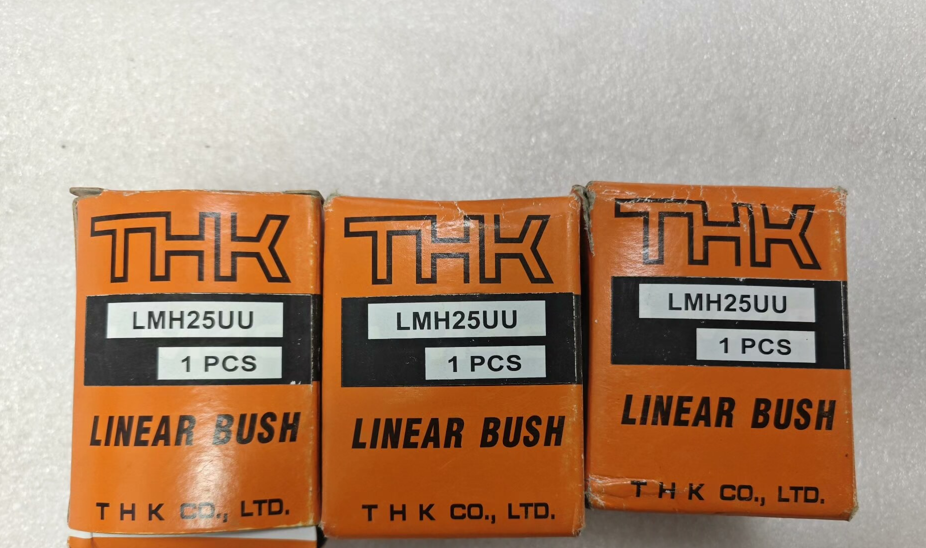 THK
LMH25UU
1 PCS
LINEAR BUSH
T H K CO., LTD.
THK
LMH25UU
1 PCS
LINEAR BUSH
T H K CO., LTD.
THK
LMH25UU
1 PCS
LINEAR BUSH
T H K CO., LTD.